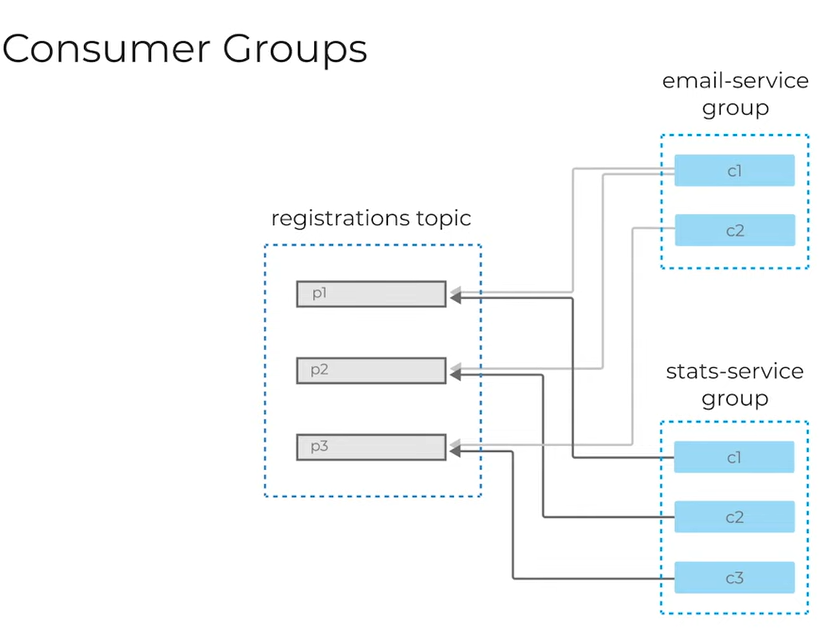 Consumer Groups
email-service
group
c1
c2
registrations topic
p1
p2
p3
stats-service
group
c1
c2
c3